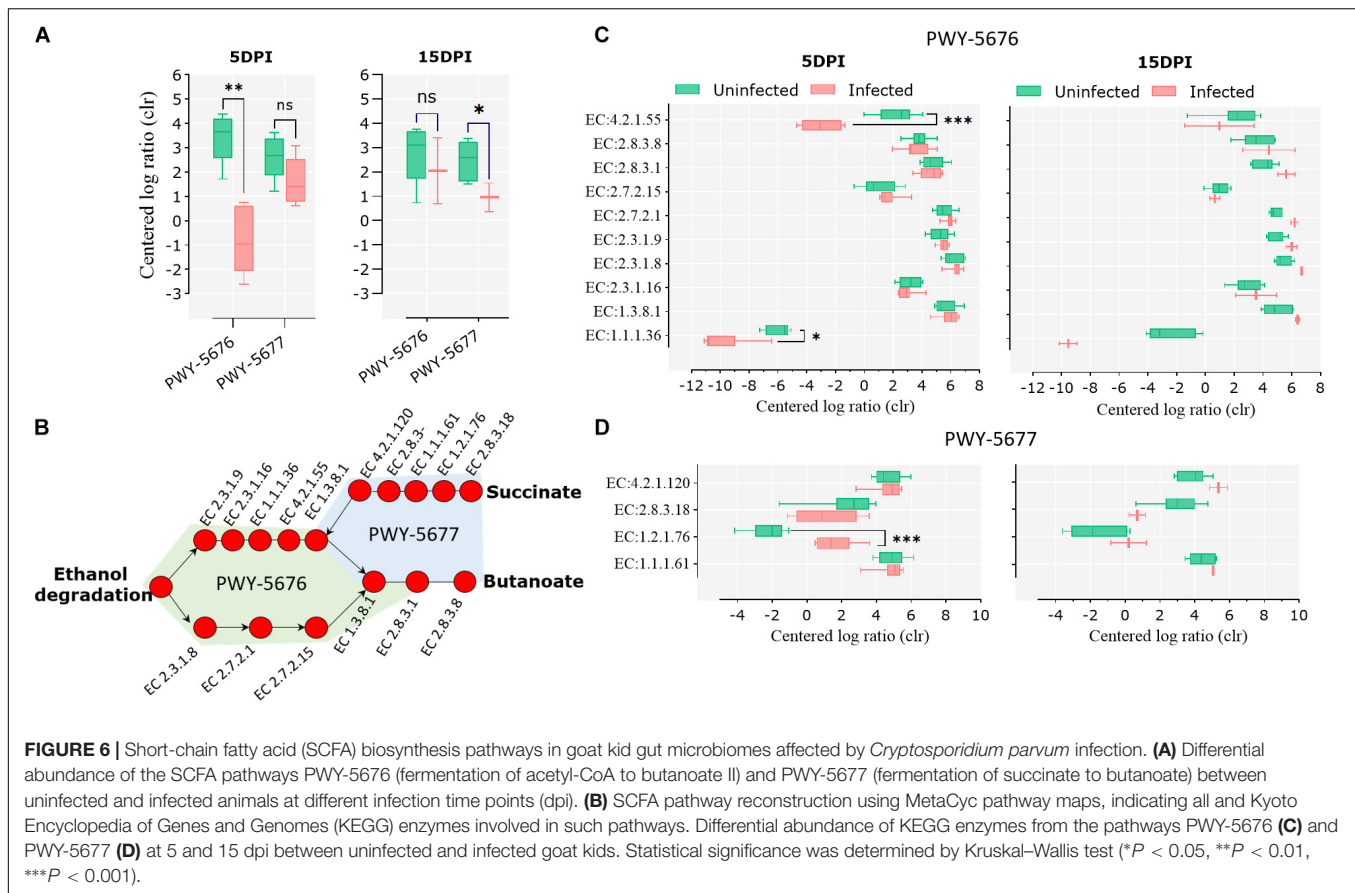 A
5DPI
15DPI
Centered log ratio (clr)
6
5
4
3
2
1
0
-1
-2
-3
**
ns
PWY-5676
PWY-5677
6
5
4
3
2
1
0
-1
-2
-3
ns
*
PWY-5676
PWY-5677
B
EC 2.3.1.9
EC 2.3.1.16
EC 1.1.1.36
EC 4.2.1.55
EC 1.3.8.1
EC 4.2.1.120
EC 2.8.3-
EC 1.1.1.61
EC 1.2.1.76
EC 2.8.3.18
Succinate
PWY-5677
Ethanol
degradation
PWY-5676
Butanoate
EC 2.3.1.8
EC 2.7.2.1
EC 2.7.2.15
EC 1.3.8.1
EC 2.8.3.1
EC 2.8.3.8
C
PWY-5676
5DPI
15DPI
Uninfected Infected
Uninfected Infected
EC:4.2.1.55
***
EC:2.8.3.8
EC:2.8.3.1
EC:2.7.2.15
EC:2.7.2.1
EC:2.3.1.9
EC:2.3.1.8
EC:2.3.1.16
EC:1.3.8.1
EC:1.1.1.36
*
-12 -10 -8 -6 -4 -2 0 2 4 6 8
-12 -10 -8 -6 -4 -2 0 2 4 6 8
Centered log ratio (clr)
Centered log ratio (clr)
D
PWY-5677
EC:4.2.1.120
EC:2.8.3.18
EC:1.2.1.76
***
EC:1.1.1.61
-4 -2 0 2 4 6 8 10
-4 -2 0 2 4 6 8 10
Centered log ratio (clr)
Centered log ratio (clr)
FIGURE 6 | Short-chain fatty acid (SCFA) biosynthesis pathways in goat kid gut microbiomes affected by Cryptosporidium parvum infection. (A) Differential
abundance of the SCFA pathways PWY-5676 (fermentation of acetyl-CoA to butanoate II) and PWY-5677 (fermentation of succinate to butanoate) between
uninfected and infected animals at different infection time points (dpi). (B) SCFA pathway reconstruction using MetaCyc pathway maps, indicating all and Kyoto
Encyclopedia of Genes and Genomes (KEGG) enzymes involved in such pathways. Differential abundance of KEGG enzymes from the pathways PWY-5676 (C) and
PWY-5677 (D) at 5 and 15 dpi between uninfected and infected goat kids. Statistical significance was determined by Kruskal–Wallis test (*P < 0.05, **P < 0.01,
***P < 0.001).